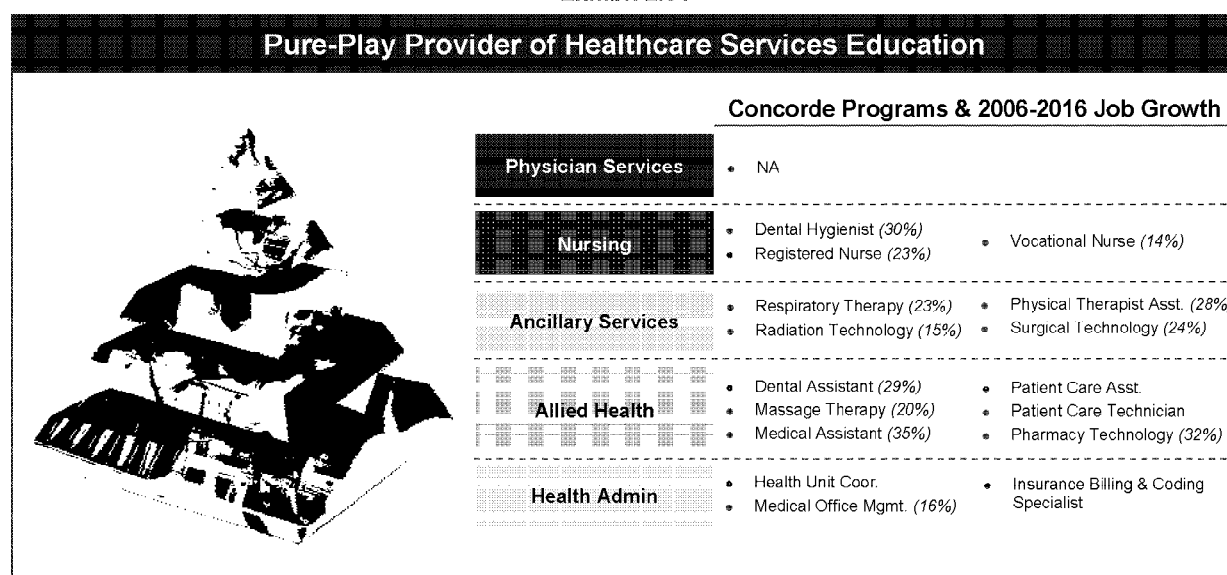 Pure-Play Provider of Healthcare Services Education
Concorde Programs & 2006-2016 Job Growth
Physician Services
• NA
Nursing
• Dental Hygienist (30%)
• Registered Nurse (23%)
• Vocational Nurse (14%)
Ancillary Services
• Respiratory Therapy (23%)
• Radiation Technology (15%)
• Physical Therapist Asst. (28%
• Surgical Technology (24%)
Allied Health
• Dental Assistant (29%)
• Massage Therapy (20%)
• Medical Assistant (35%)
• Patient Care Asst.
• Patient Care Technician
• Pharmacy Technology (32%)
Health Admin
• Health Unit Coor.
• Medical Office Mgmt. (16%)
• Insurance Billing & Coding
Specialist